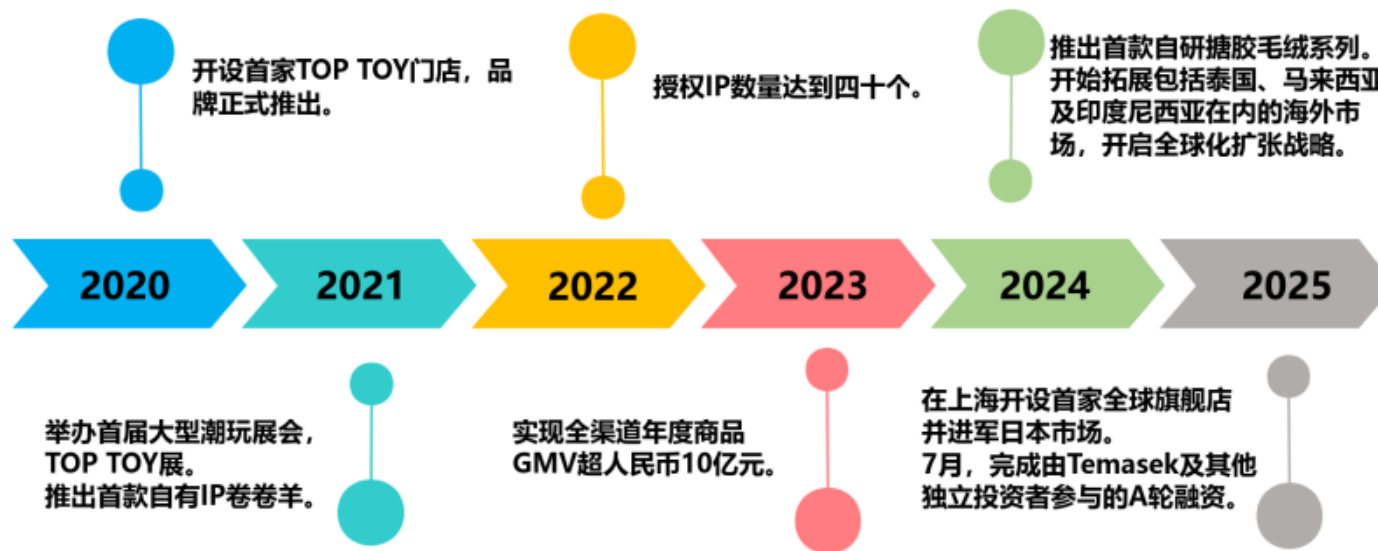 开设首家TOP TOY门店，品
牌正式推出。
授权IP数量达到四十个。
推出首款自研搪胶毛绒系列。
开始拓展包括泰国、马来西亚
及印度尼西亚在内的海外市
场，开启全球化扩张战略。
2020
2021
2022
2023
2024
2025
举办首届大型潮玩展会，
TOP TOY展。
推出首款自有IP卷卷羊。
实现全渠道年度商品
GMV超人民币10亿元。
在上海开设首家全球旗舰店
并进军日本市场。
7月，完成由Temasek及其他
独立投资者参与的A轮融资。